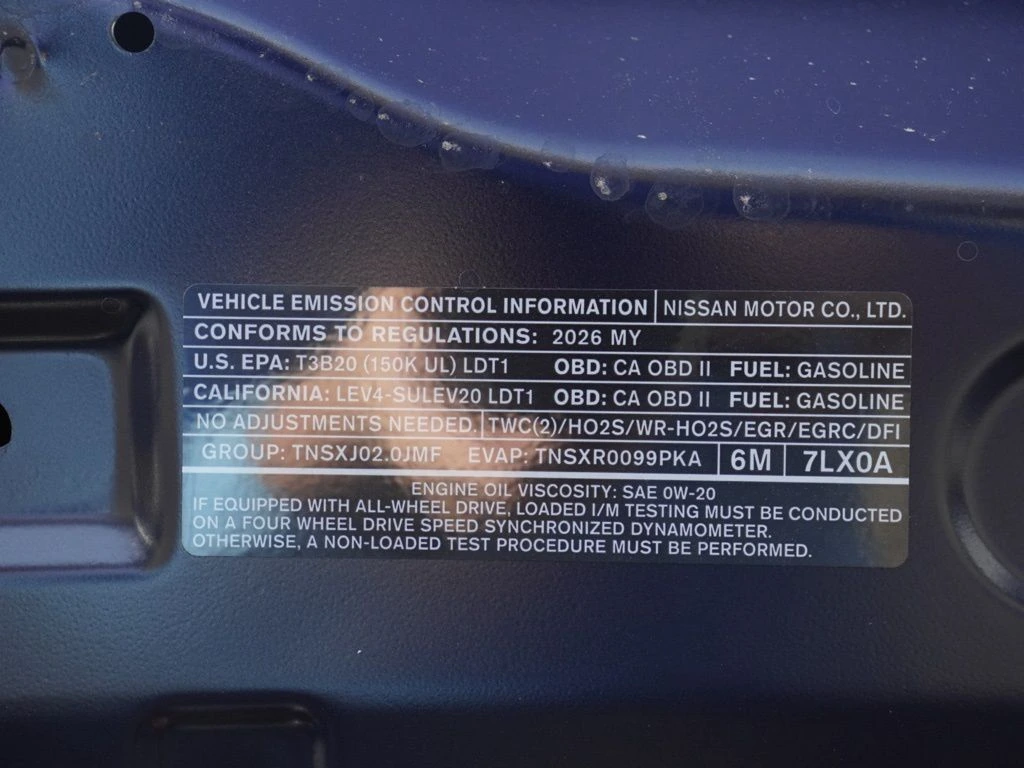 VEHICLE EMISSION CONTROL INFORMATION NISSAN MOTOR CO., LTD.
CONFORMS TO REGULATIONS: 2026 MY
U.S. EPA: T3B20 (150K UL) LDT1 OBD: CA OBD II FUEL: GASOLINE
CALIFORNIA: LEV4-SULEV20 LDT1 OBD: CA OBD II FUEL: GASOLINE
NO ADJUSTMENTS NEEDED. TWC(2)/HO2S/WR-HO2S/EGR/EGRC/DFI
GROUP: TNSXJ02.0JMF EVAP: TNSXR0099PKA 6M 7LX0A
ENGINE OIL VISCOSITY: SAE 0W-20
IF EQUIPPED WITH ALL-WHEEL DRIVE, LOADED I/M TESTING MUST BE CONDUCTED
ON A FOUR WHEEL DRIVE SPEED SYNCHRONIZED DYNAMOMETER.
OTHERWISE, A NON-LOADED TEST PROCEDURE MUST BE PERFORMED.